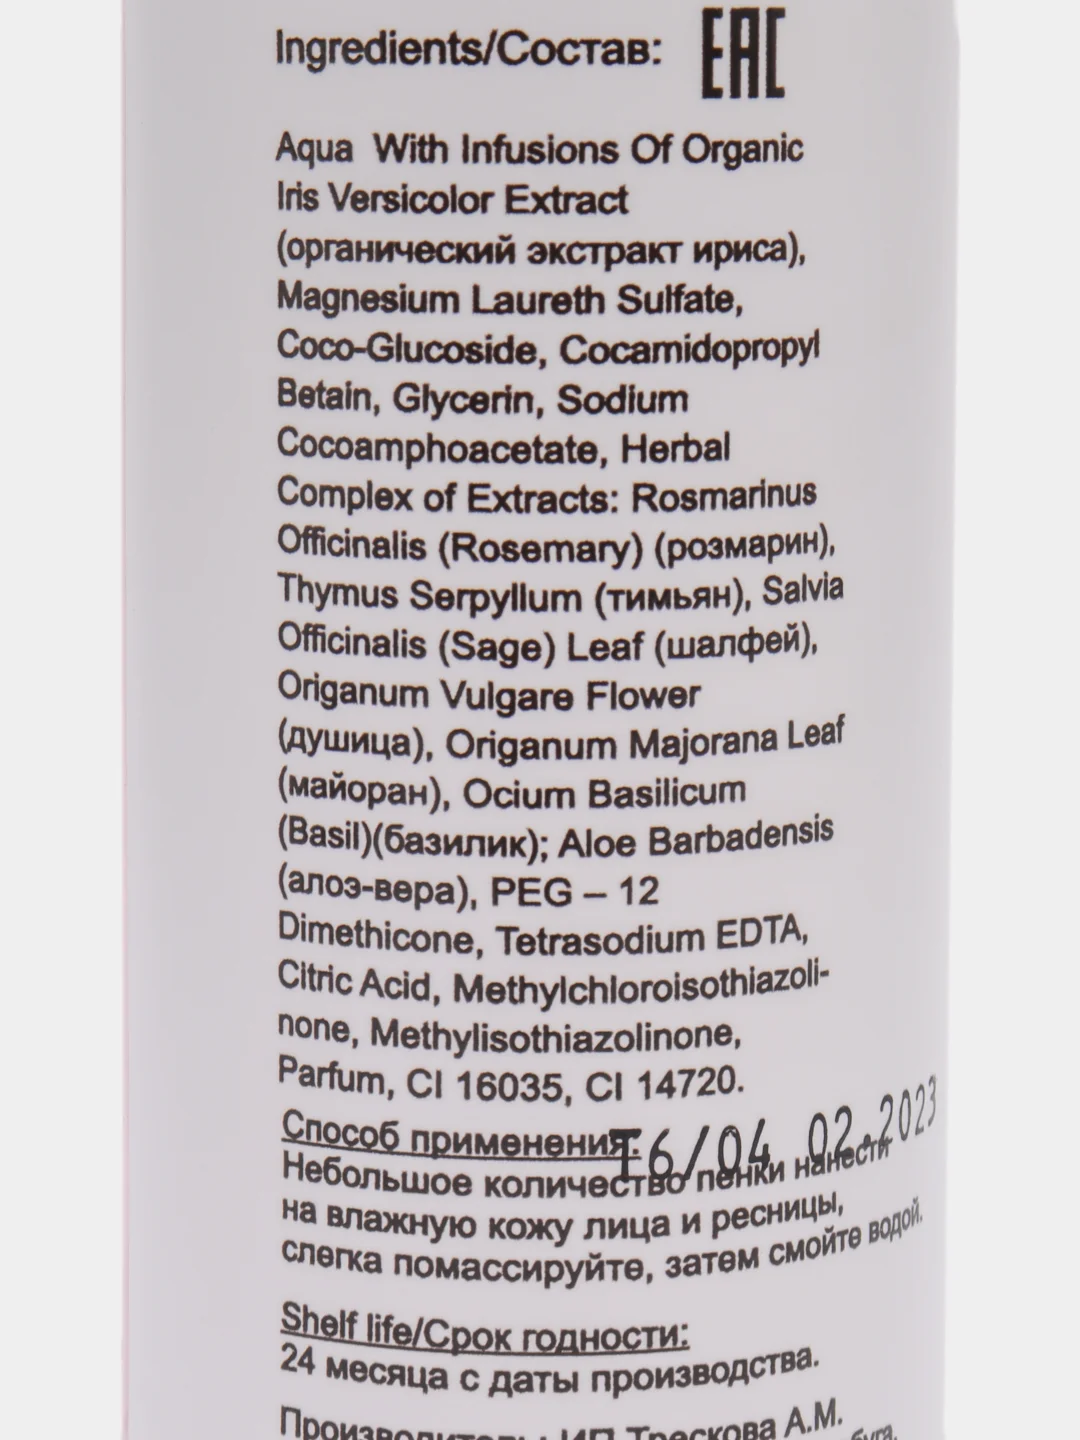 Ingredients/Состав: EAC
Aqua With Infusions Of Organic
Iris Versicolor Extract
(органический экстракт ириса),
Magnesium Laureth Sulfate,
Coco-Glucoside, Cocamidopropyl
Betain, Glycerin, Sodium
Cocoamphoacetate, Herbal
Complex of Extracts: Rosmarinus
Officinalis (Rosemary) (розмарин),
Thymus Serpyllum (тимьян), Salvia
Officinalis (Sage) Leaf (шалфей),
Origanum Vulgare Flower
(душица), Origanum Majorana Leaf
(майоран), Ocium Basilicum
(Basil)(базилик); Aloe Barbadensis
(алоэ-вера), PEG – 12
Dimethicone, Tetrasodium EDTA,
Citric Acid, Methylchloroisothiazoli-
none, Methylisothiazolinone,
Parfum, CI 16035, CI 14720.
Способ применения:
T6/04 02.2023
Небольшое количество пенки нанести
на влажную кожу лица и ресницы,
слегка помассируйте, затем смойте водой.
Shelf life/Срок годности:
24 месяца с даты производства.
Производитель: ИП Трескова А.М.